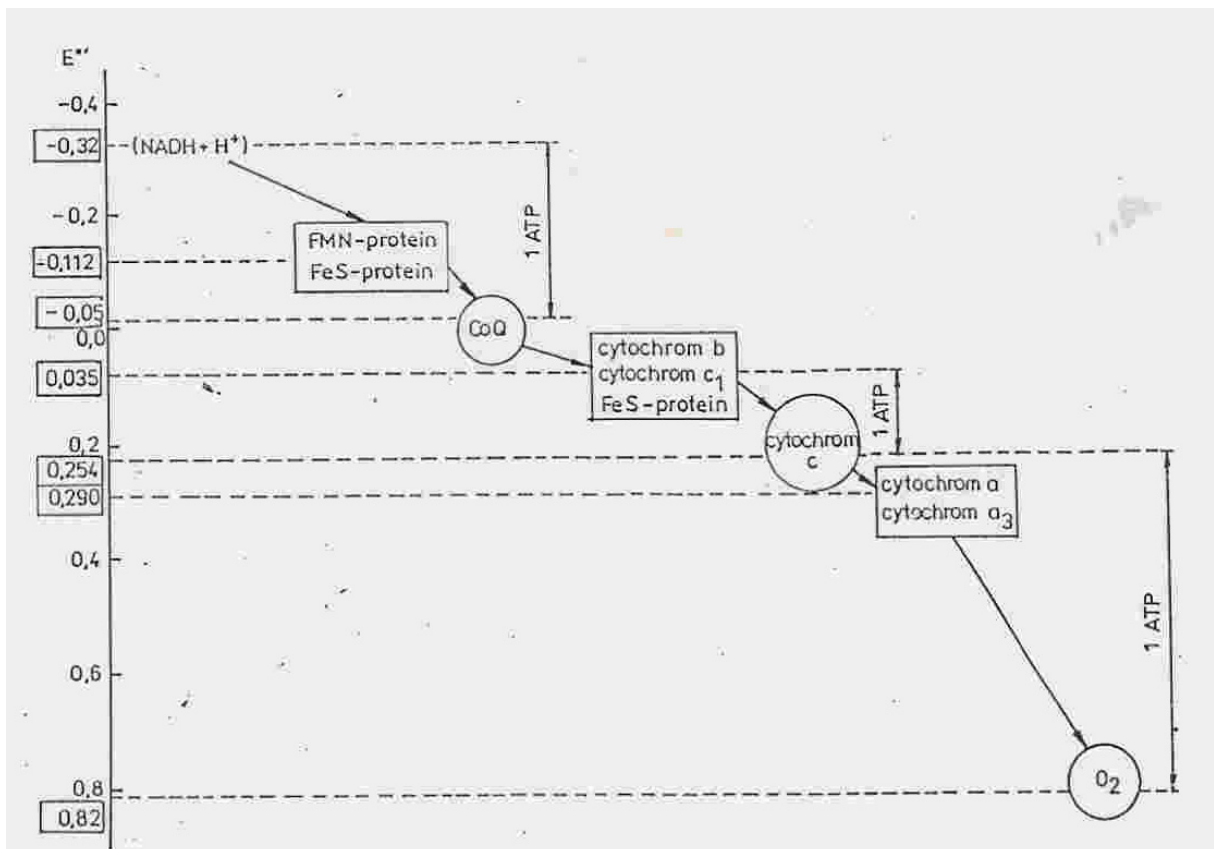 E°'
-0,4
-0,32
(NADH + H⁺)
-0,2
1 ATP
FMN-protein
-0,112
FeS-protein
-0,05
0,0
CoQ
cytochrom b
0,035
cytochrom c₁
FeS-protein
1 ATP
0,2
cytochrom
c
0,254
0,290
cytochrom a
cytochrom a₃
0,4
1 ATP
0,6
0,8
O₂
0,82